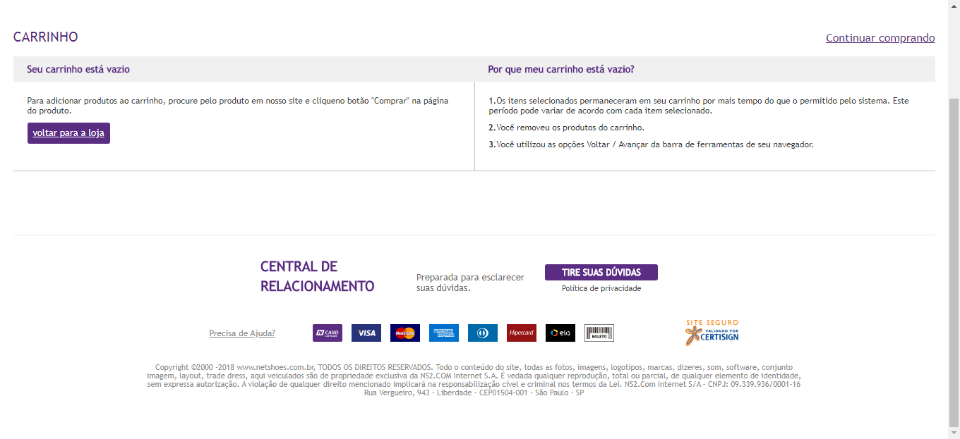 CARRINHO
Continuar comprando
Seu carrinho está vazio
Para adicionar produtos ao carrinho, procure pelo produto em nosso site e cliqueno botão "Comprar" na página
do produto.
voltar para a loja
Por que meu carrinho está vazio?
1.Os itens selecionados permaneceram em seu carrinho por mais tempo do que o permitido pelo sistema. Este
período pode variar de acordo com cada item selecionado.
2.Você removeu os produtos do carrinho.
3.Você utilizou as opções Voltar / Avançar da barra de ferramentas de seu navegador.
CENTRAL DE
RELACIONAMENTO
Preparada para esclarecer
suas dúvidas.
TIRE SUAS DÚVIDAS
Política de privacidade
Precisa de Ajuda?
CARD
VISA
MasterCard
Hipercard
elo
BOLETO
SITE SEGURO
VALIDADO POR
CERTISIGN
Copyright ©2000 -2018 www.netshoes.com.br, TODOS OS DIREITOS RESERVADOS. Todo o conteúdo do site, todas as fotos, imagens, logotipos, marcas, dizeres, som, software, conjunto
imagem, layout, trade dress, aqui veiculados são de propriedade exclusiva da NS2.COM Internet S.A. É vedada qualquer reprodução, total ou parcial, de qualquer elemento de identidade,
sem expressa autorização. A violação de qualquer direito mencionado implicará na responsabilização cível e criminal nos termos da Lei. NS2.Com Internet S/A - CNPJ: 09.339.936/0001-16
Rua Vergueiro, 943 - Liberdade - CEP01504-001 - São Paulo - SP